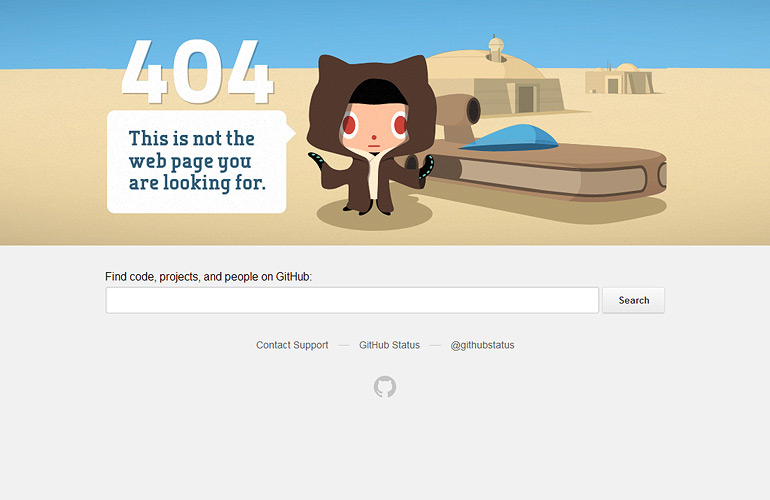 404
This is not the
web page you
are looking for.
Find code, projects, and people on GitHub:
Search
Contact Support — GitHub Status — @githubstatus